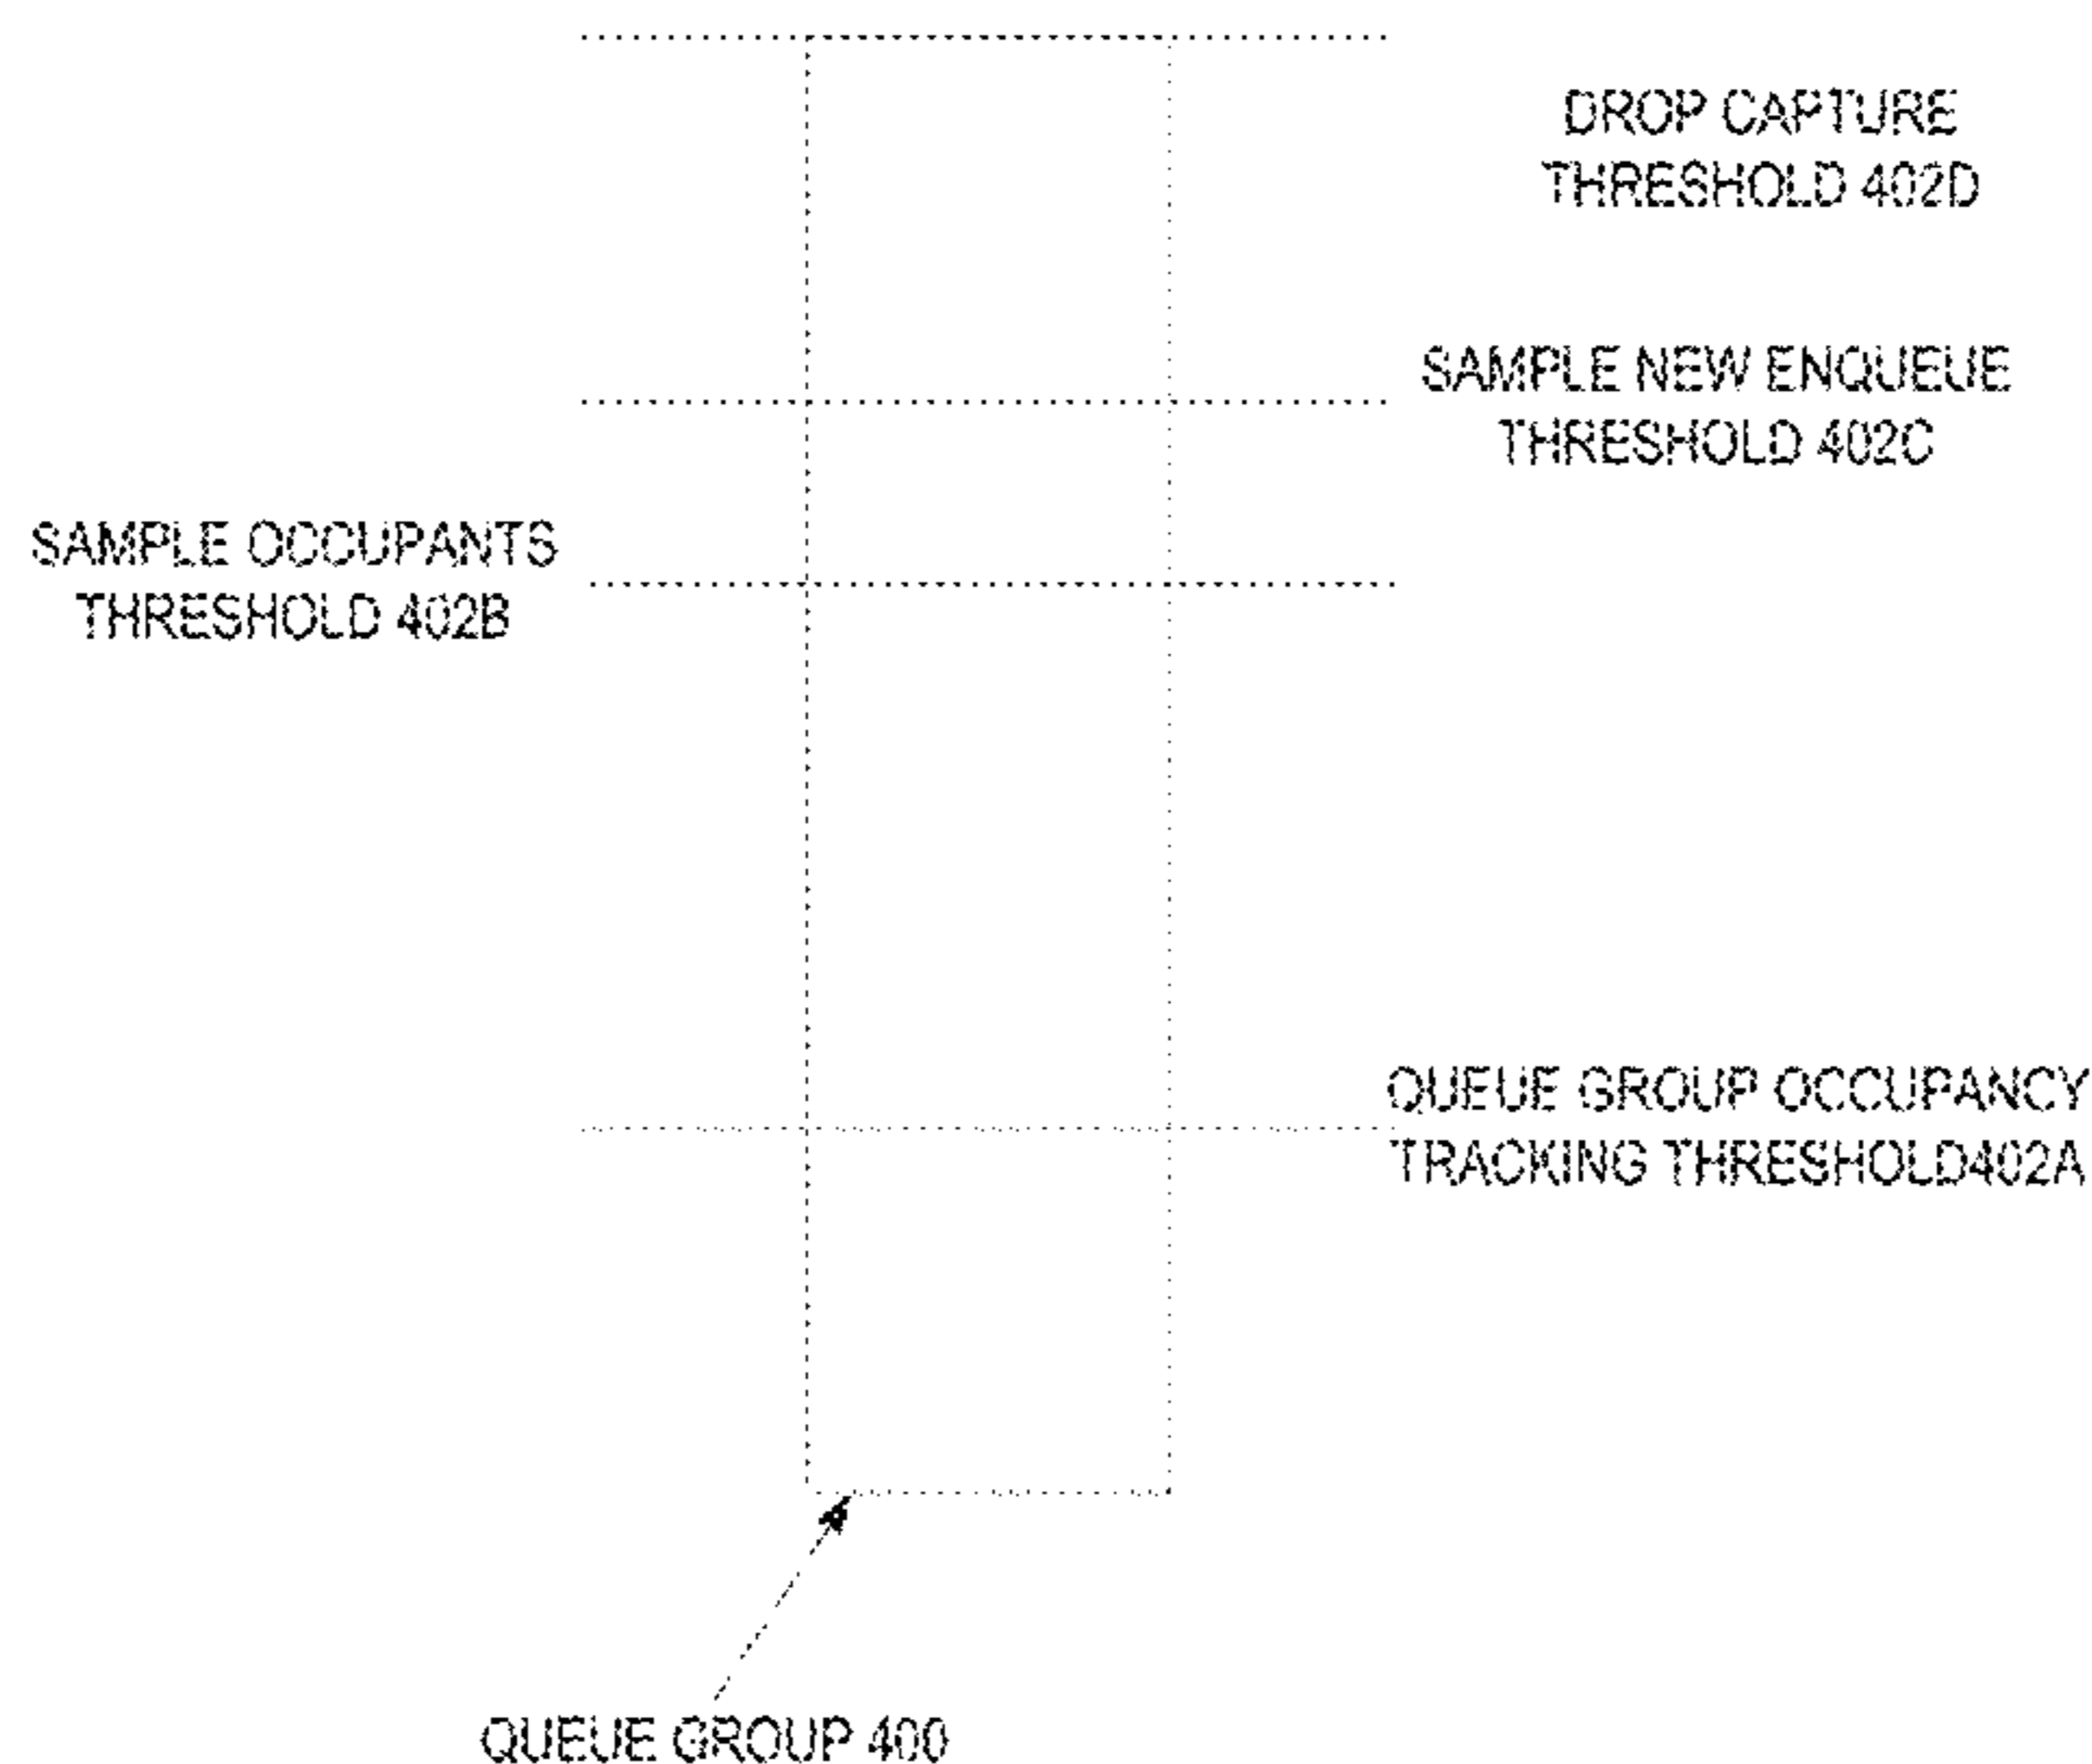 DROP CAPTURE
THRESHOLD 402D
SAMPLE NEW ENQUEUE
THRESHOLD 402C
SAMPLE OCCUPANTS
THRESHOLD 402B
QUEUE GROUP OCCUPANCY
TRACKING THRESHOLD402A
QUEUE GROUP 400